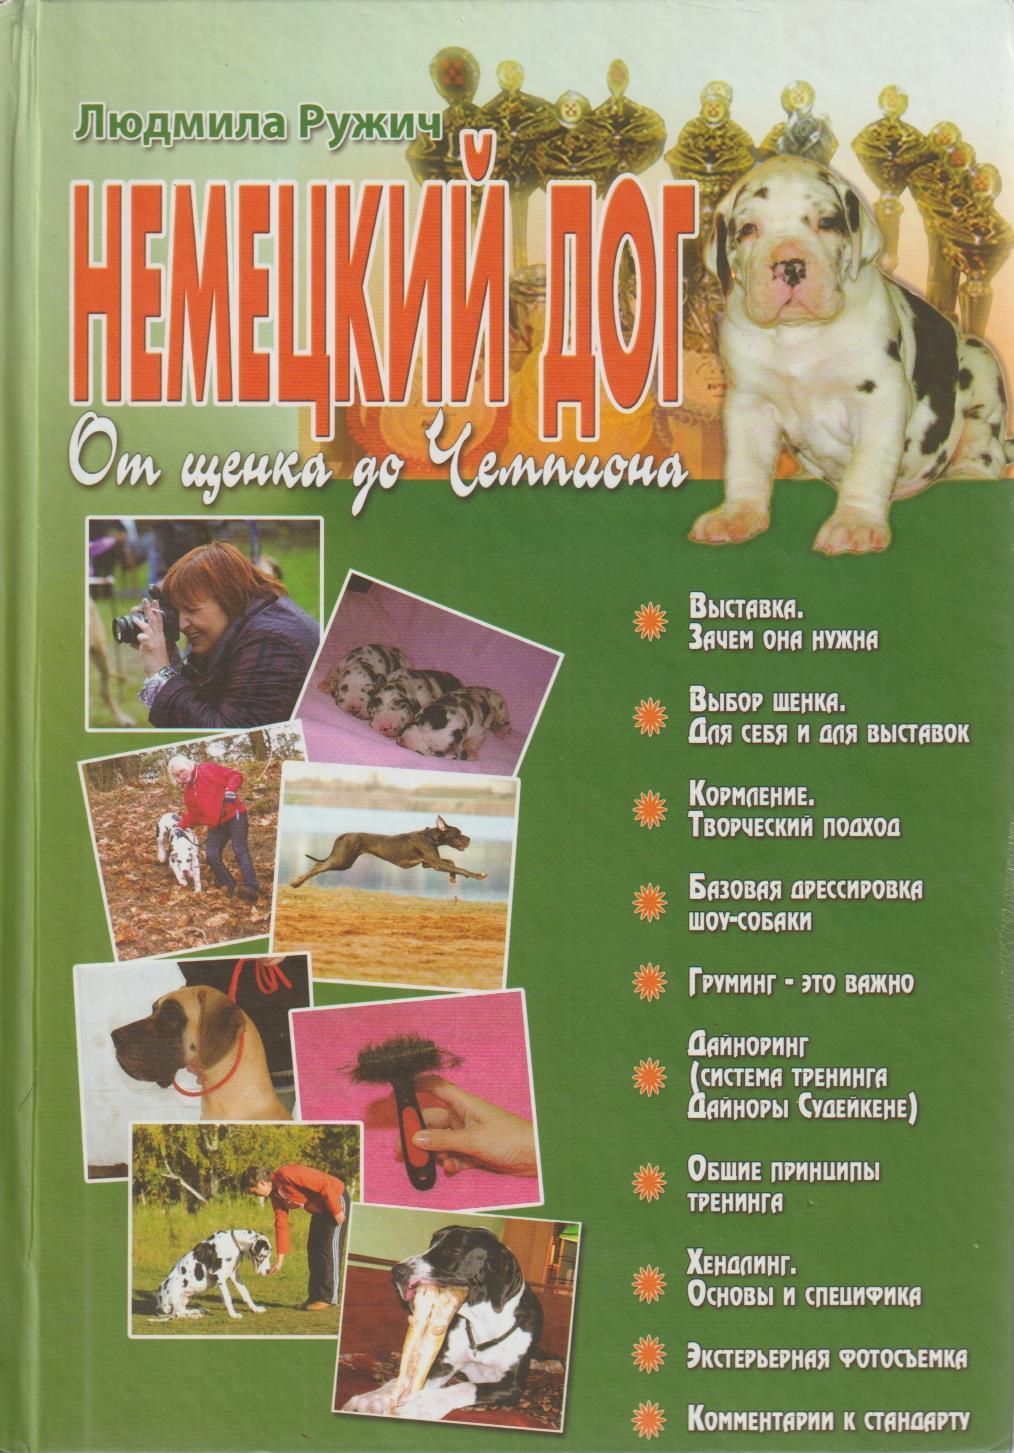 Людмила Ружич
НЕМЕЦКИЙ ДОГ
От щенка до Чемпиона
Выставка.
Зачем она нужна
Выбор щенка.
Для себя и для выставок
Кормление.
Творческий подход
Базовая дрессировка
шоу-собаки
Груминг - это важно
Дайноринг
(система тренинга
Дайноры Судейкене)
Общие принципы
тренинга
Хендлинг.
Основы и специфика
Экстерьерная фотосъемка
Комментарии к стандарту